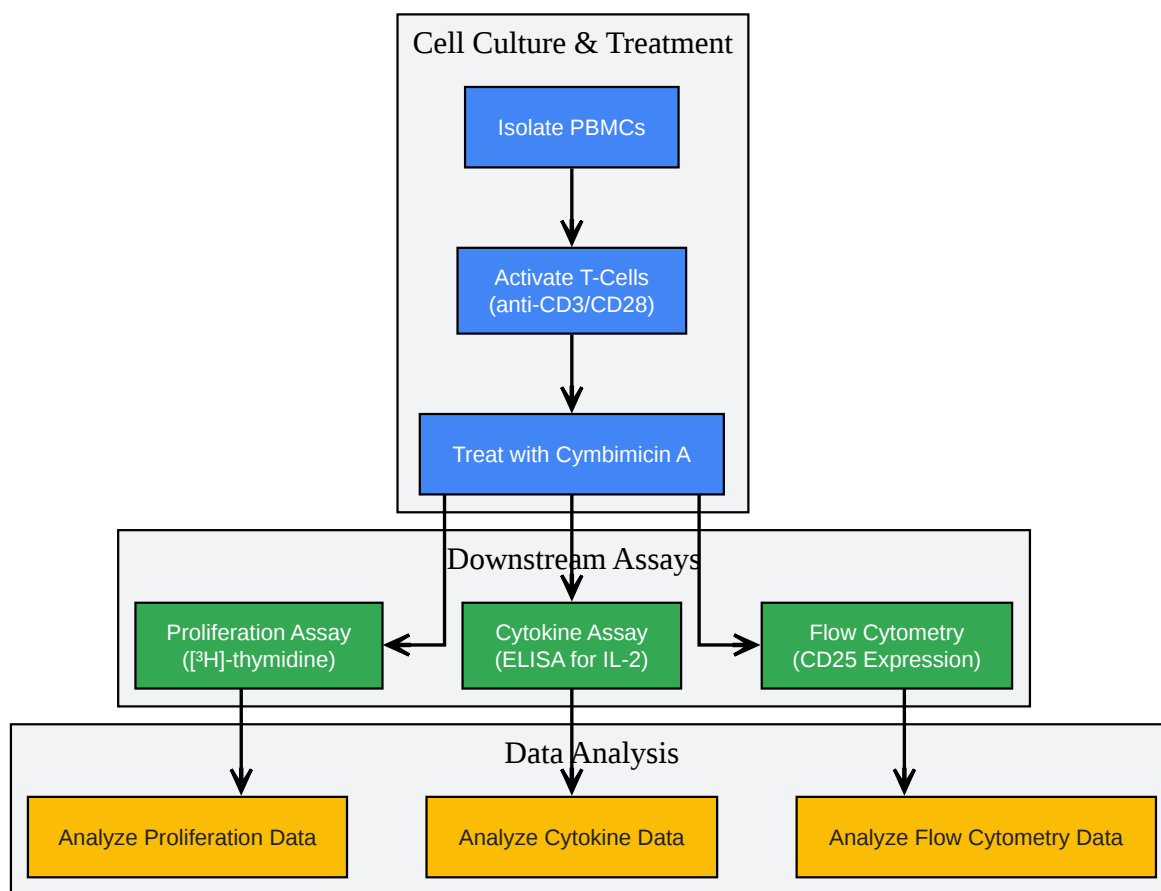 Cell Culture & Treatment
Isolate PBMCs
Activate T-Cells
(anti-CD3/CD28)
Treat with Cymbimicin A
Downstream Assays
Proliferation Assay
([³H]-thymidine)
Cytokine Assay
(ELISA for IL-2)
Flow Cytometry
(CD25 Expression)
Data Analysis
Analyze Proliferation Data
Analyze Cytokine Data
Analyze Flow Cytometry Data